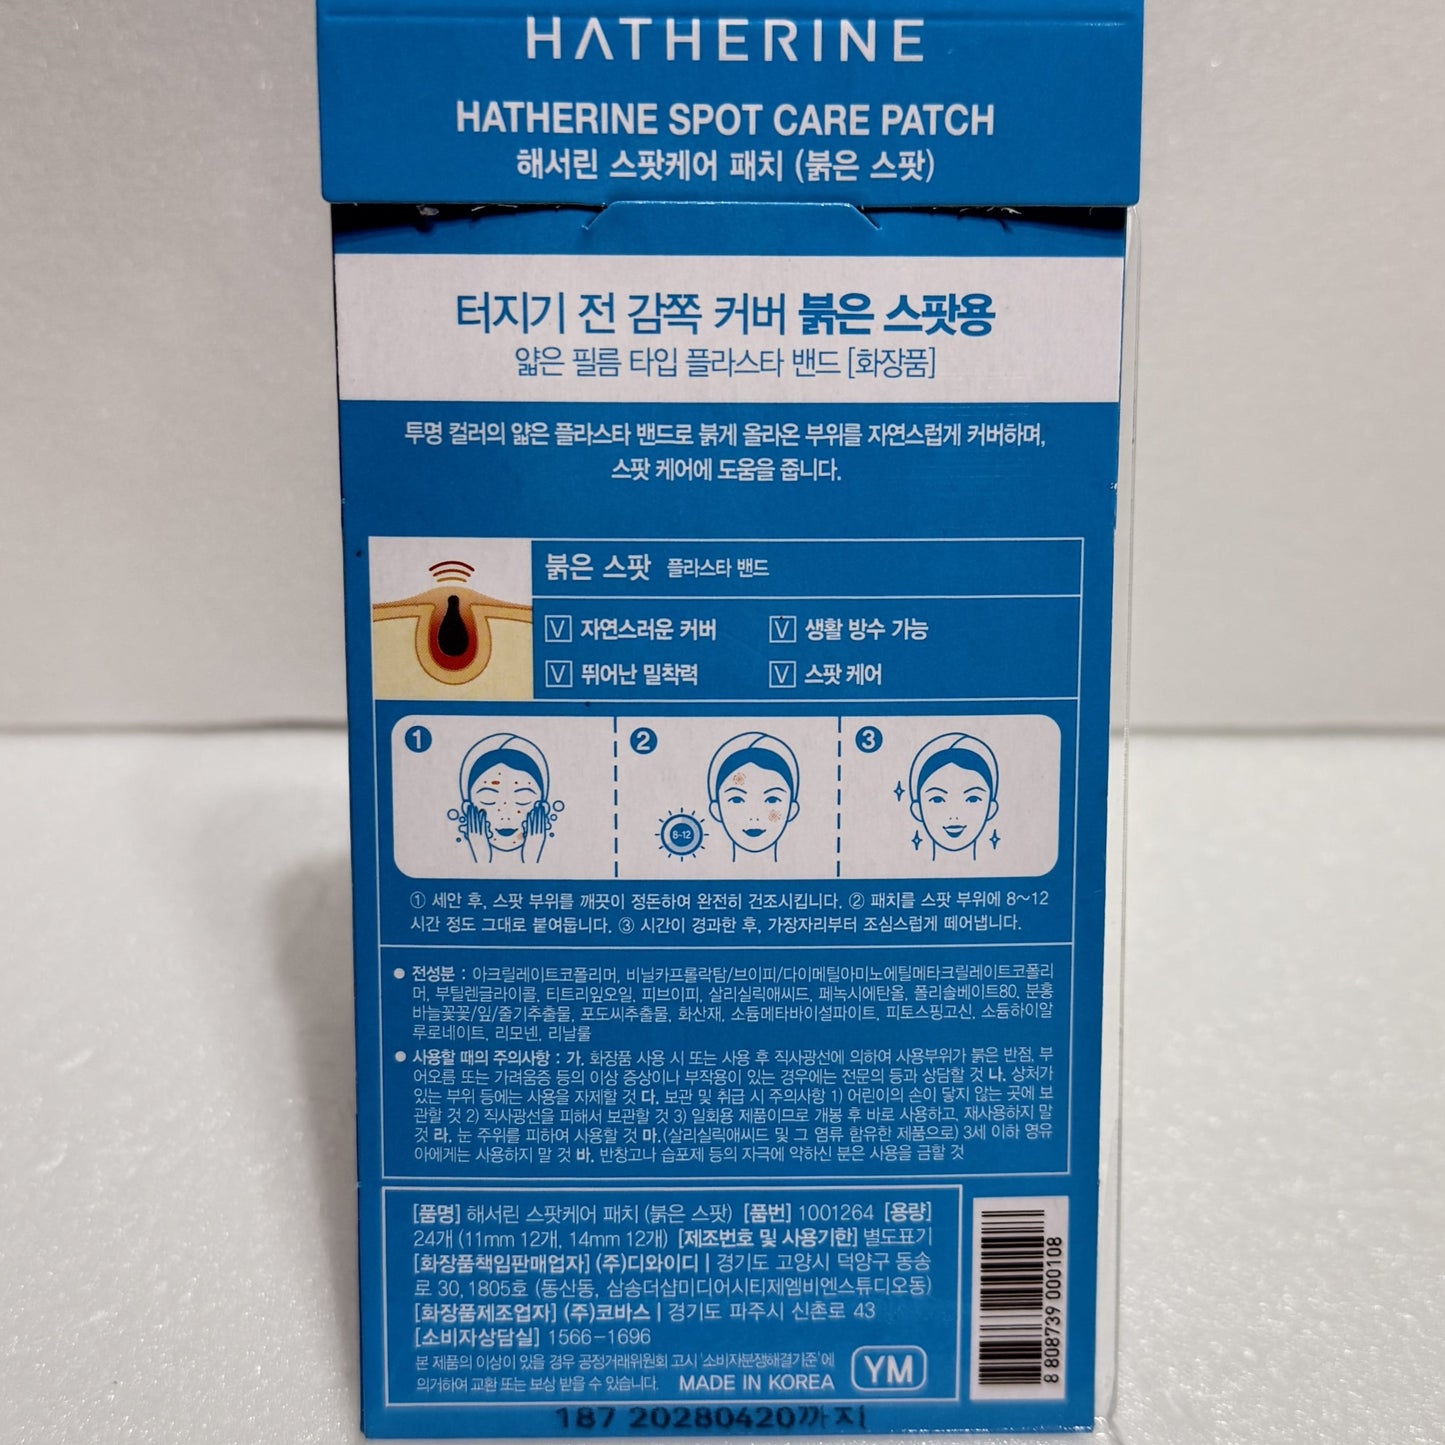 HATHERINE
HATHERINE SPOT CARE PATCH
해서린 스팟케어 패치 (붉은 스팟)
터지기 전 감쪽 커버 붉은 스팟용
얇은 필름 타입 플라스타 밴드 [화장품]
투명 컬러의 얇은 플라스타 밴드로 붉게 올라온 부위를 자연스럽게 커버하며,
스팟 케어에 도움을 줍니다.
붉은 스팟 플라스타 밴드
V 자연스러운 커버 V 생활 방수 가능
V 뛰어난 밀착력 V 스팟 케어
1 2 3
8~12
① 세안 후, 스팟 부위를 깨끗이 정돈하여 완전히 건조시킵니다. ② 패치를 스팟 부위에 8~12
시간 정도 그대로 붙여둡니다. ③ 시간이 경과한 후, 가장자리부터 조심스럽게 떼어냅니다.
● 전성분 : 아크릴레이트코폴리머, 비닐카프롤락탐/브이피/다이메틸아미노에틸메타크릴레이트코폴리
머, 부틸렌글라이콜, 티트리잎오일, 피브이피, 살리실릭애씨드, 페녹시에탄올, 폴리솔베이트80, 분홍
바늘꽃꽃/잎/줄기추출물, 포도씨추출물, 화산재, 소듐메타바이설파이트, 피토스핑고신, 소듐하이알
루로네이트, 리모넨, 리날룰
● 사용할 때의 주의사항 : 가. 화장품 사용 시 또는 사용 후 직사광선에 의하여 사용부위가 붉은 반점, 부
어오름 또는 가려움증 등의 이상 증상이나 부작용이 있는 경우에는 전문의 등과 상담할 것 나. 상처가
있는 부위 등에는 사용을 자제할 것 다. 보관 및 취급 시 주의사항 1) 어린이의 손이 닿지 않는 곳에 보
관할 것 2) 직사광선을 피해서 보관할 것 3) 일회용 제품이므로 개봉 후 바로 사용하고, 재사용하지 말
것 라. 눈 주위를 피하여 사용할 것 마.(살리실릭애씨드 및 그 염류 함유한 제품으로) 3세 이하 영유
아에게는 사용하지 말 것 바. 반창고나 습포제 등의 자극에 약하신 분은 사용을 금할 것
[품명] 해서린 스팟케어 패치 (붉은 스팟) [품번] 1001264 [용량]
24개 (11mm 12개, 14mm 12개) [제조번호 및 사용기한] 별도표기
[화장품책임판매업자] (주)디와이디 | 경기도 고양시 덕양구 동송
로 30, 1805호 (동산동, 삼송더샵미디어시티제엠비엔스튜디오동)
[화장품제조업자] (주)코바스 | 경기도 파주시 신촌로 43
[소비자상담실] 1566-1696
본 제품의 이상이 있을 경우 공정거래위원회 고시 '소비자분쟁해결기준'에
의거하여 교환 또는 보상 받을 수 있습니다. MADE IN KOREA
YM
8 808739 000108
187 20280420까지